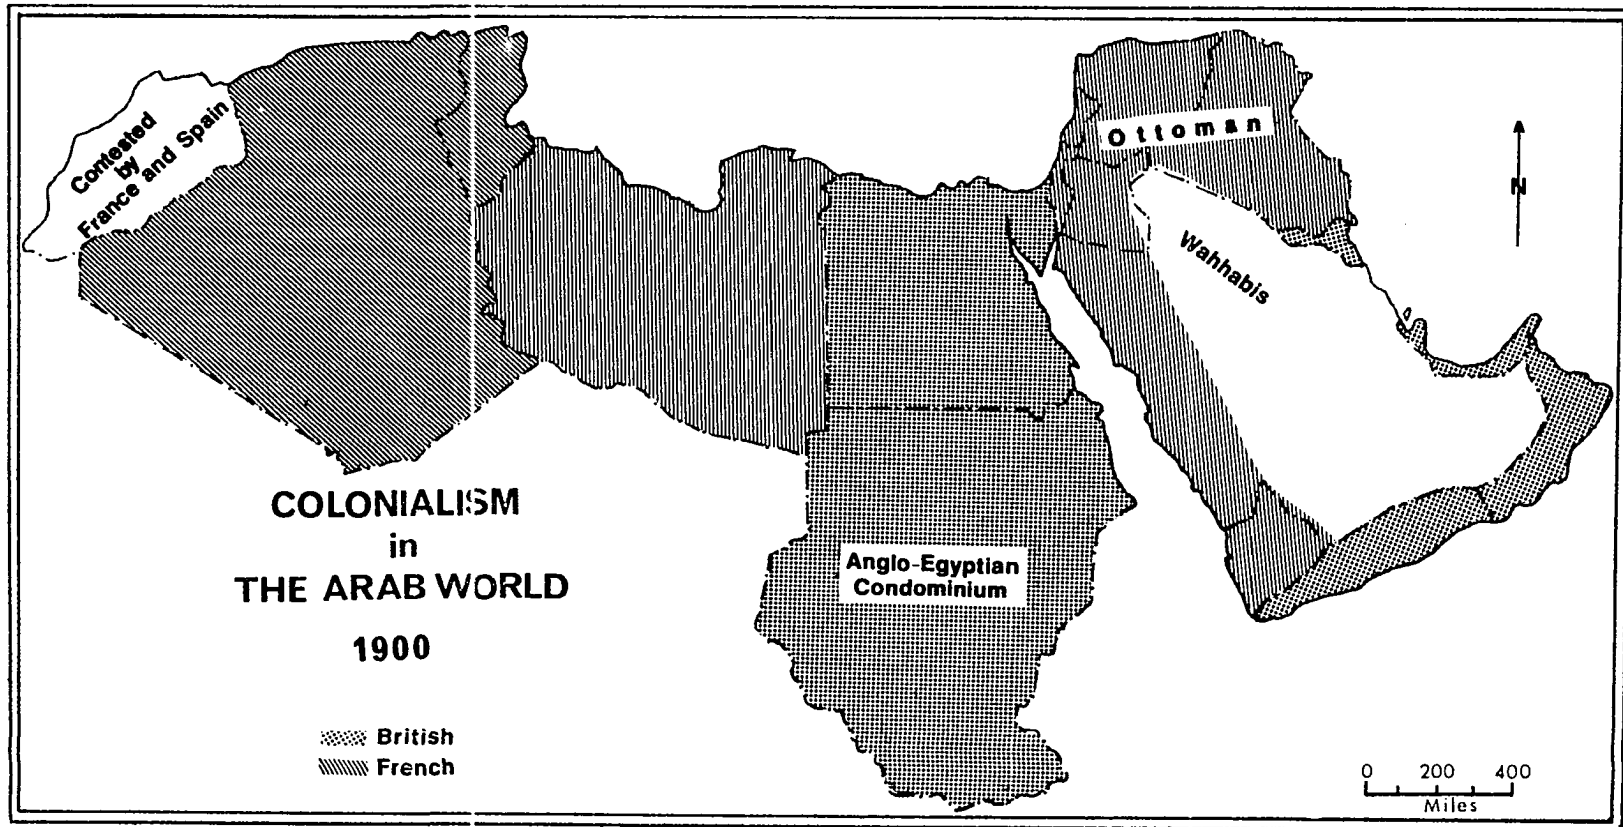 Contested
by
France and Spain
Ottoman
N
Wahhabis
COLONIALISM
in
THE ARAB WORLD
1900
Anglo-Egyptian
Condominium
British
French
0 200 400
Miles